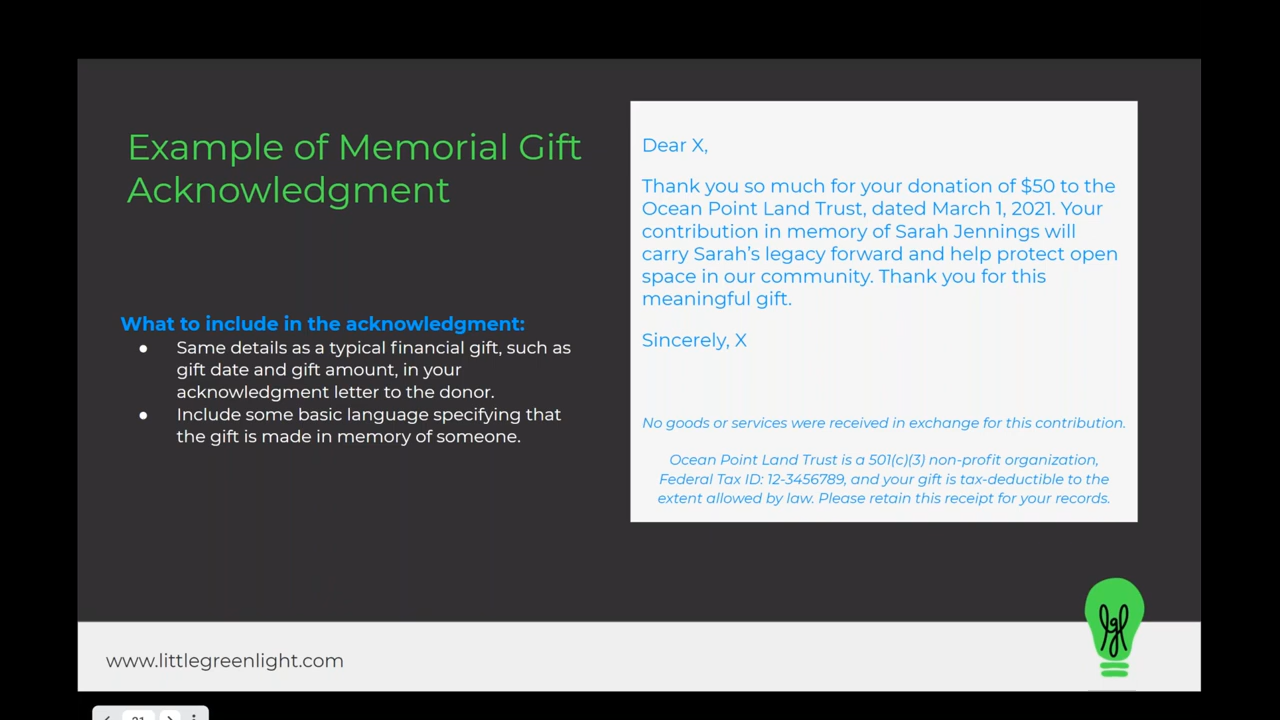 Example of Memorial Gift
Acknowledgment
What to include in the acknowledgment:
● Same details as a typical financial gift, such as
gift date and gift amount, in your
acknowledgment letter to the donor.
● Include some basic language specifying that
the gift is made in memory of someone.
Dear X,
Thank you so much for your donation of $50 to the
Ocean Point Land Trust, dated March 1, 2021. Your
contribution in memory of Sarah Jennings will
carry Sarah’s legacy forward and help protect open
space in our community. Thank you for this
meaningful gift.
Sincerely, X
No goods or services were received in exchange for this contribution.
Ocean Point Land Trust is a 501(c)(3) non-profit organization,
Federal Tax ID: 12-3456789, and your gift is tax-deductible to the
extent allowed by law. Please retain this receipt for your records.
www.littlegreenlight.com
lgl